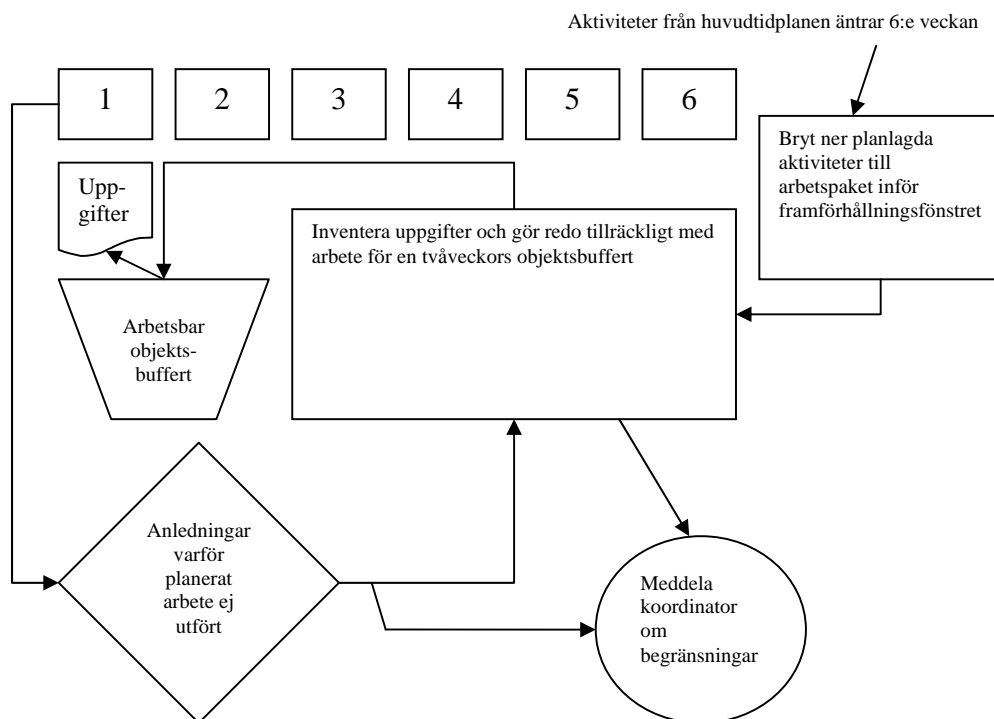 Aktiviteter från huvudtidplanen äntrar 6:e veckan
1 2 3 4 5 6
Bryt ner planlagda
aktiviteter till
arbetspaket inför
framförhållningsfönstret
Upp-
gifter
Inventera uppgifter och gör redo tillräckligt med
arbete för en tvåveckors objektsbuffert
Arbetsbar
objekts-
buffert
Anledningar
varför
planerat
arbete ej
utfört
Meddela
koordinator
om
begränsningar